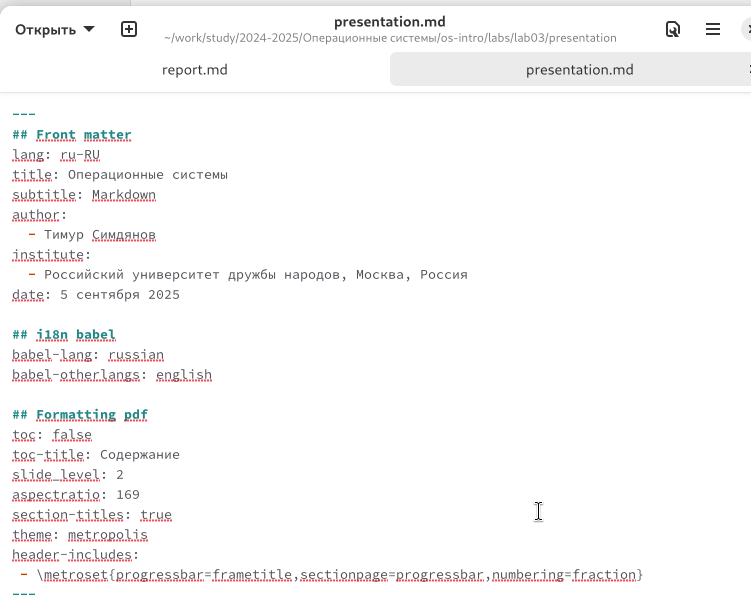 Открыть
presentation.md
~/work/study/2024-2025/Операционные системы/os-intro/labs/lab03/presentation
report.md
presentation.md
---
## Front matter
lang: ru-RU
title: Операционные системы
subtitle: Markdown
author:
  - Тимур Симдянов
institute:
  - Российский университет дружбы народов, Москва, Россия
date: 5 сентября 2025
## i18n babel
babel-lang: russian
babel-otherlangs: english
## Formatting pdf
toc: false
toc-title: Содержание
slide_level: 2
aspectratio: 169
section-titles: true
theme: metropolis
header-includes:
 - \metroset{progressbar=frametitle,sectionpage=progressbar,numbering=fraction}
---